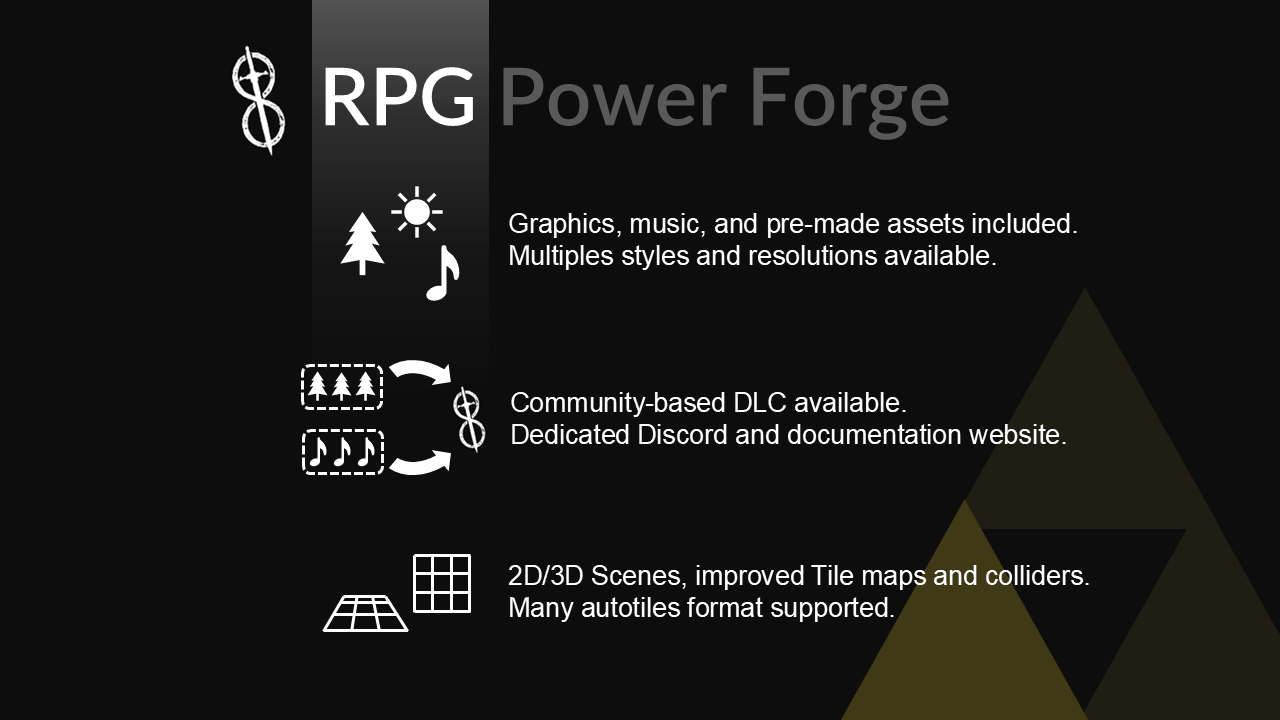 RPG Power Forge
Graphics, music, and pre-made assets included.
Multiples styles and resolutions available.
Community-based DLC available.
Dedicated Discord and documentation website.
2D/3D Scenes, improved Tile maps and colliders.
Many autotiles format supported.